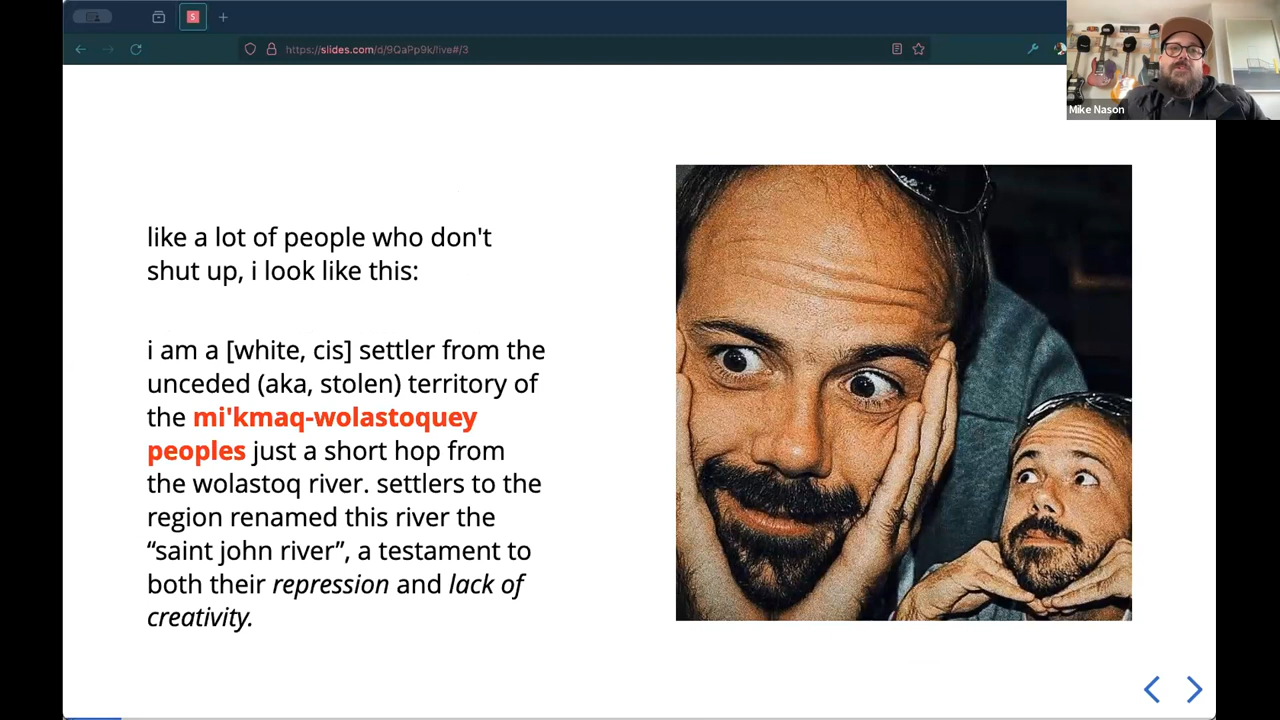 https://slides.com/d/9QaPp9k/live#/3
Mike Nason
like a lot of people who don't
shut up, i look like this:
i am a [white, cis] settler from the
unceded (aka, stolen) territory of
the mi'kmaq-wolastoquey
peoples just a short hop from
the wolastoq river. settlers to the
region renamed this river the
“saint john river”, a testament to
both their repression and lack of
creativity.